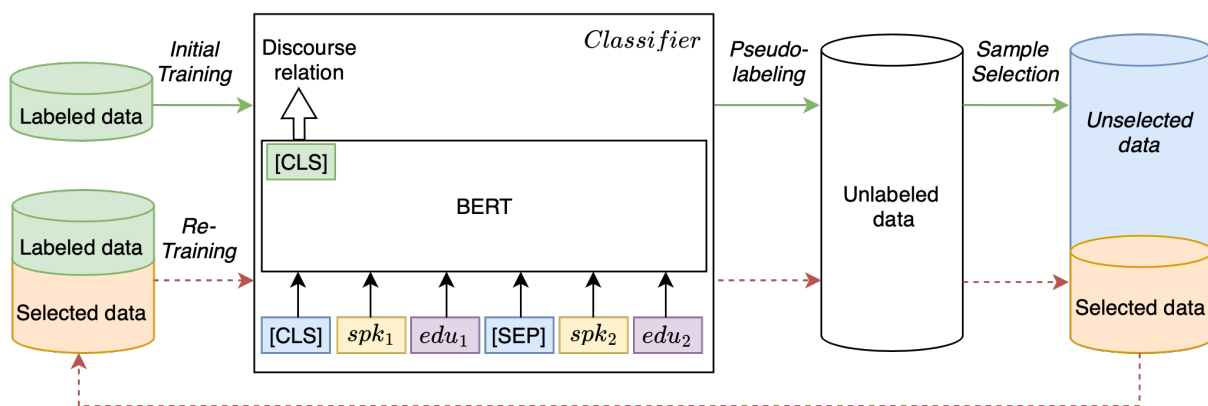 Initial
Training
Labeled data
Discourse
relation
Classifier
[CLS]
BERT
[CLS] spk₁ edu₁ [SEP] spk₂ edu₂
Pseudo-
labeling
Unlabeled
data
Sample
Selection
Unselected
data
Selected data
Re-
Training
Labeled data
Selected data